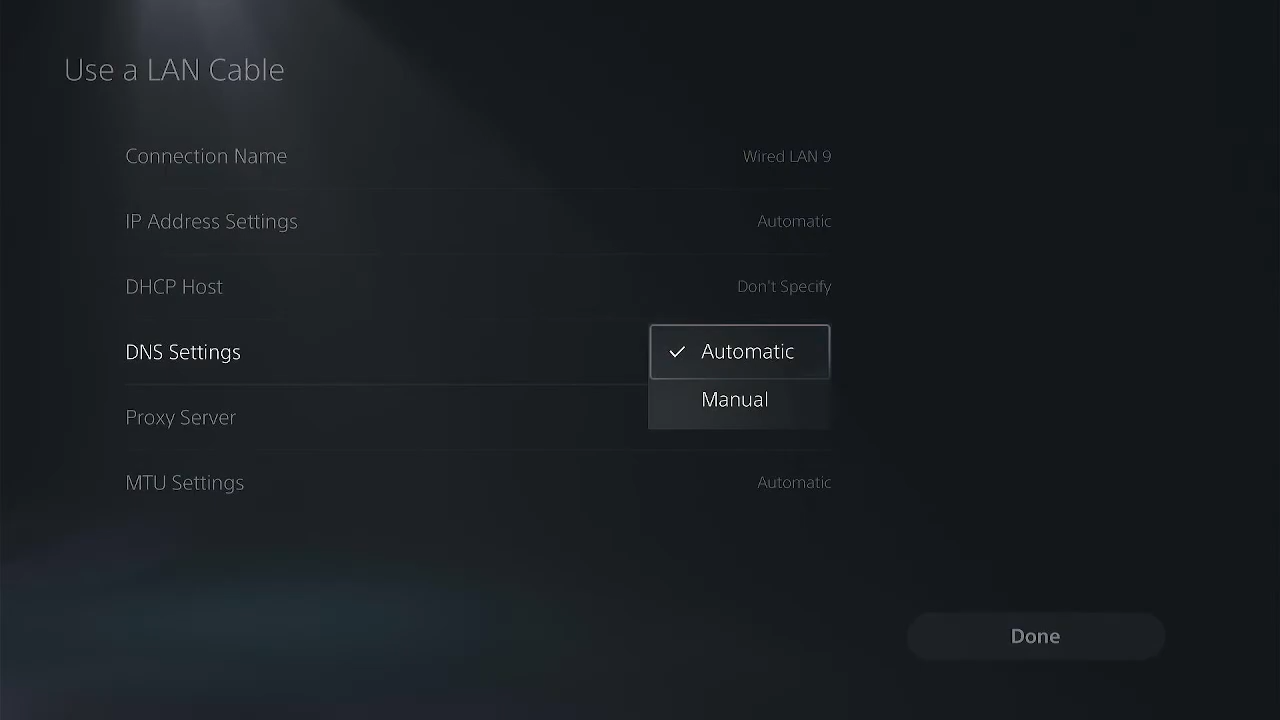 Use a LAN Cable
Connection Name Wired LAN 9
IP Address Settings Automatic
DHCP Host Don't Specify
DNS Settings Automatic
Manual
Proxy Server
MTU Settings Automatic
Done